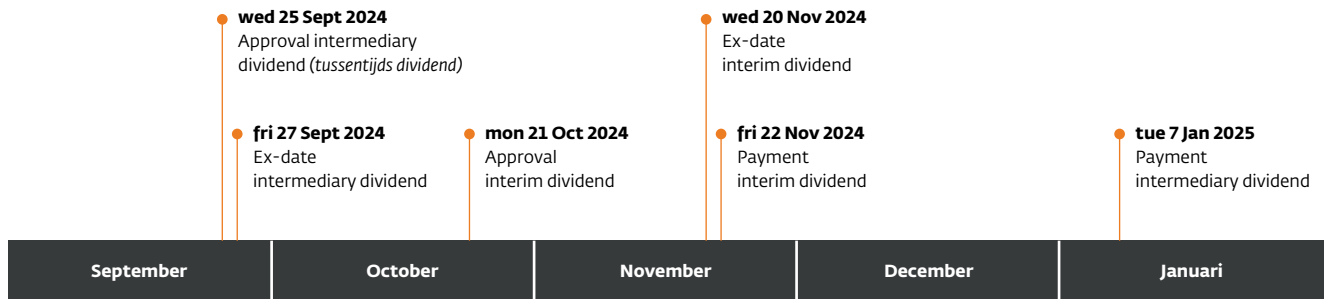 wed 25 Sept 2024
Approval intermediary
dividend (tussentijds dividend)
fri 27 Sept 2024
Ex-date
intermediary dividend
mon 21 Oct 2024
Approval
interim dividend
wed 20 Nov 2024
Ex-date
interim dividend
fri 22 Nov 2024
Payment
interim dividend
tue 7 Jan 2025
Payment
intermediary dividend
September
October
November
December
Januari